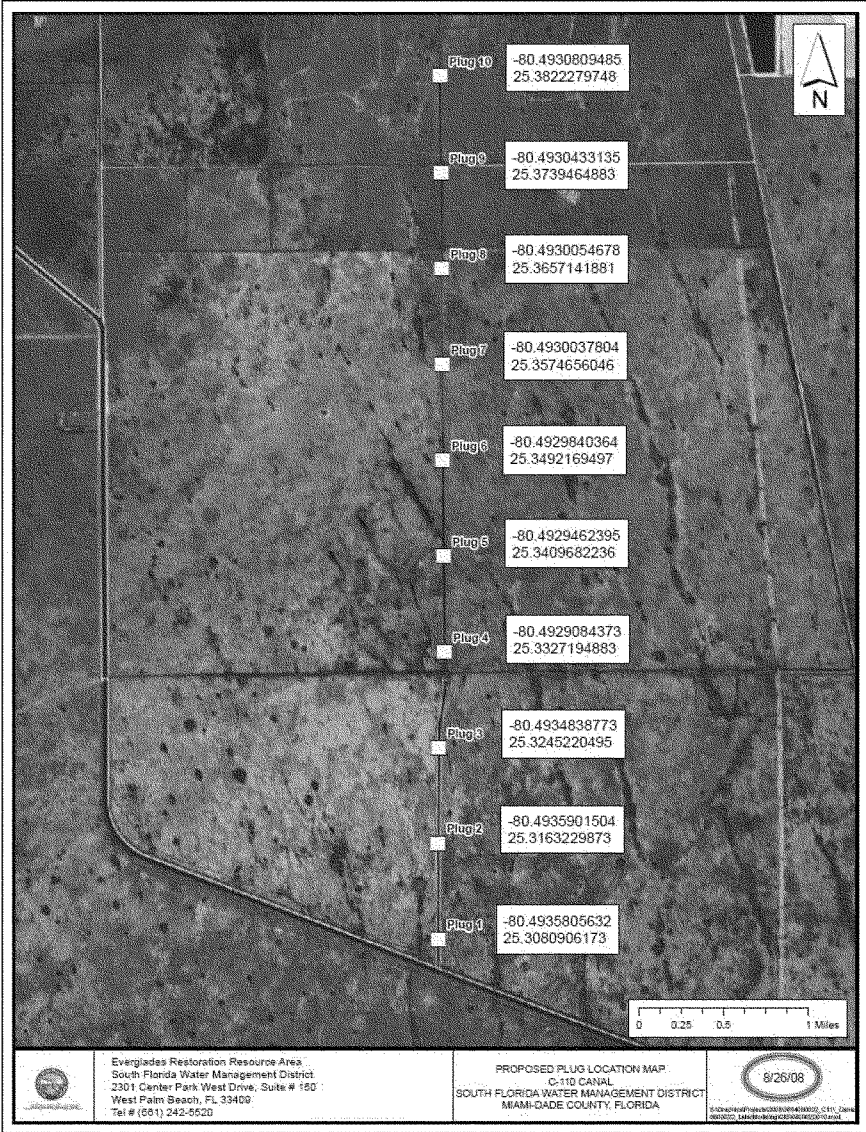 Plug 10
-80.4930809485
25.3822279748
N
Plug 9
-80.4930433135
25.3739464883
Plug 8
-80.4930054678
25.3657141881
Plug 7
-80.4930037804
25.3574656046
Plug 6
-80.4929840364
25.3492169497
Plug 5
-80.4929462395
25.3409682236
Plug 4
-80.4929084373
25.3327194883
Plug 3
-80.4934838773
25.3245220495
Plug 2
-80.4935901504
25.3163229873
Plug 1
-80.4935805632
25.3080906173
0 0.25 0.5 1 Miles
Everglades Restoration Resource Area
South Florida Water Management District
2301 Center Park West Drive, Suite # 150
West Palm Beach, FL 33409
Tel # (561) 242-5520
PROPOSED PLUG LOCATION MAP
C-110 CANAL
SOUTH FLORIDA WATER MANAGEMENT DISTRICT
MIAMI-DADE COUNTY, FLORIDA
8/26/08